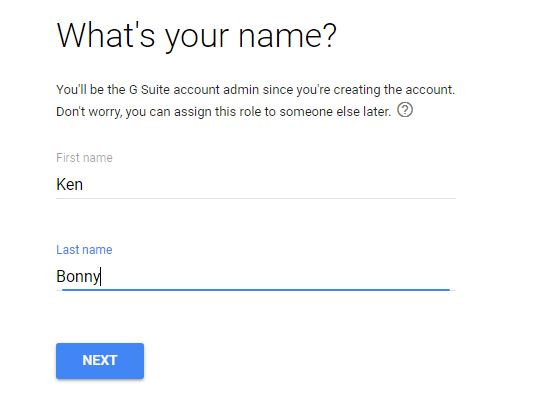 What's your name?
You'll be the G Suite account admin since you're creating the account.
Don't worry, you can assign this role to someone else later. ?
First name
Ken
Last name
Bonny
NEXT